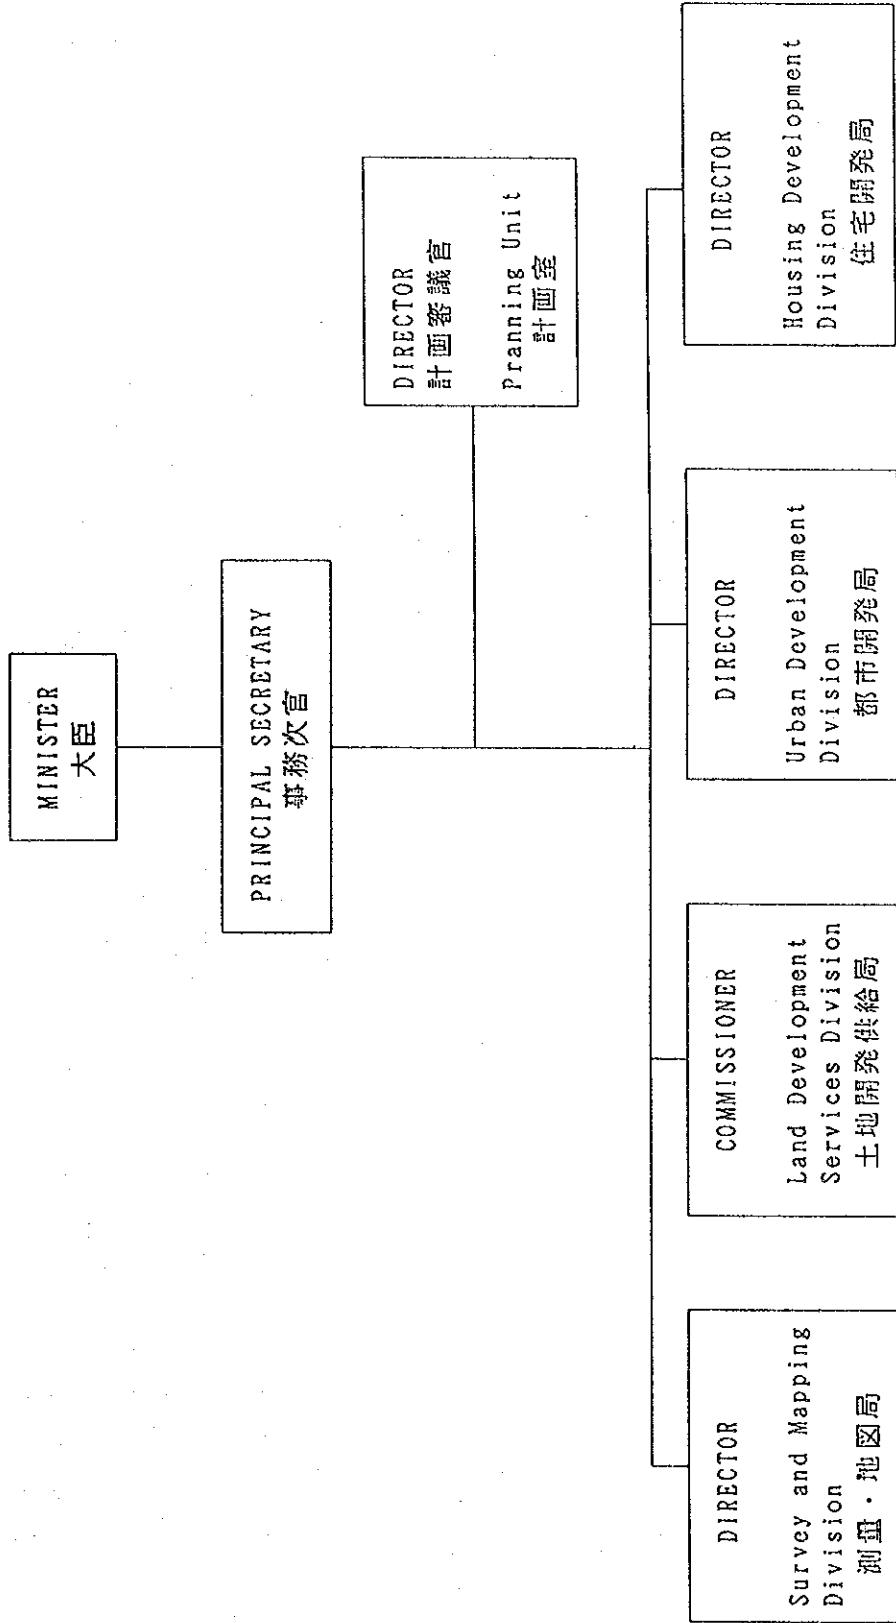 MINISTER
大臣
PRINCIPAL SECRETARY
事務次官
DIRECTOR
計画審議官
Pranning Unit
計画室
DIRECTOR
Survey and Mapping
Division
測量・地図局
COMMISSIONER
Land Development
Services Division
土地開発供給局
DIRECTOR
Urban Development
Division
都市開発局
DIRECTOR
Housing Development
Division
住宅開発局